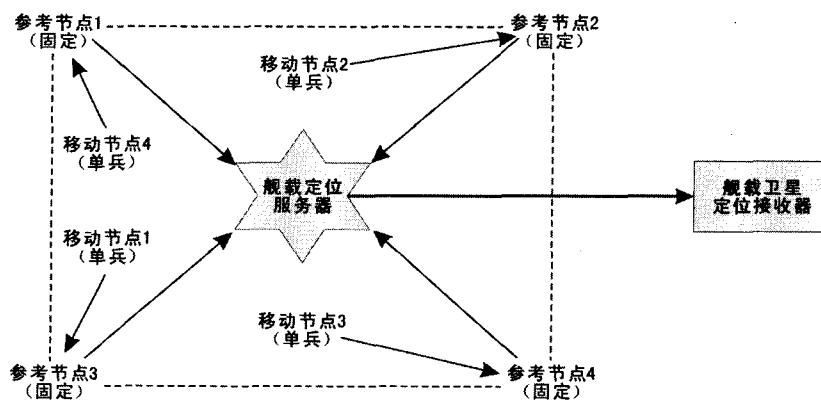 参考节点1
(固定)
参考节点2
(固定)
移动节点2
(单兵)
移动节点4
(单兵)
舰载定位
服务器
舰载卫星
定位接收器
移动节点1
(单兵)
移动节点3
(单兵)
参考节点3
(固定)
参考节点4
(固定)